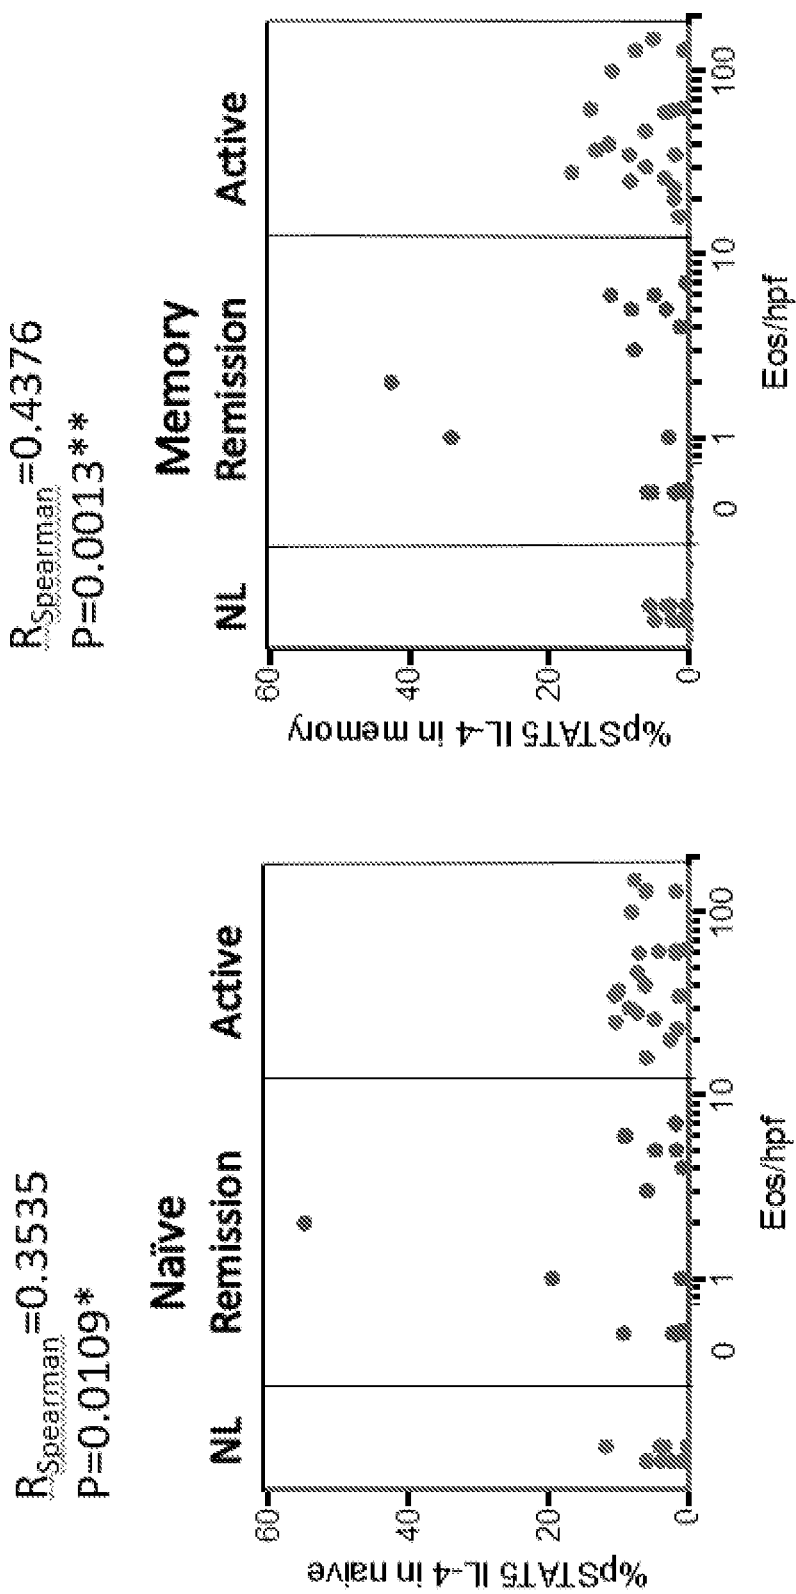 R Spearman=0.3535
P=0.0109*
Naïve
NL Remission Active
60
40
20
0
%pSTAT5 IL-4 in naive
0 1 10 100
Eos/hpf
R Spearman=0.4376
P=0.0013**
Memory
NL Remission Active
60
40
20
0
%pSTAT5 IL-4 in memory
0 1 10 100
Eos/hpf